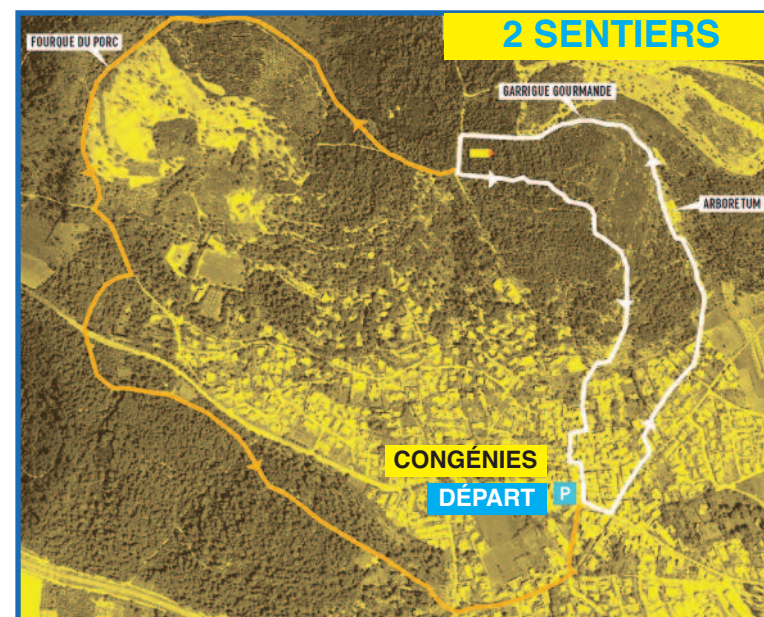 2 SENTIERS
FOURQUE DU PORC
GARRIGUE GOURMANDE
ARBORETUM
CONGÉNIES
DÉPART
P